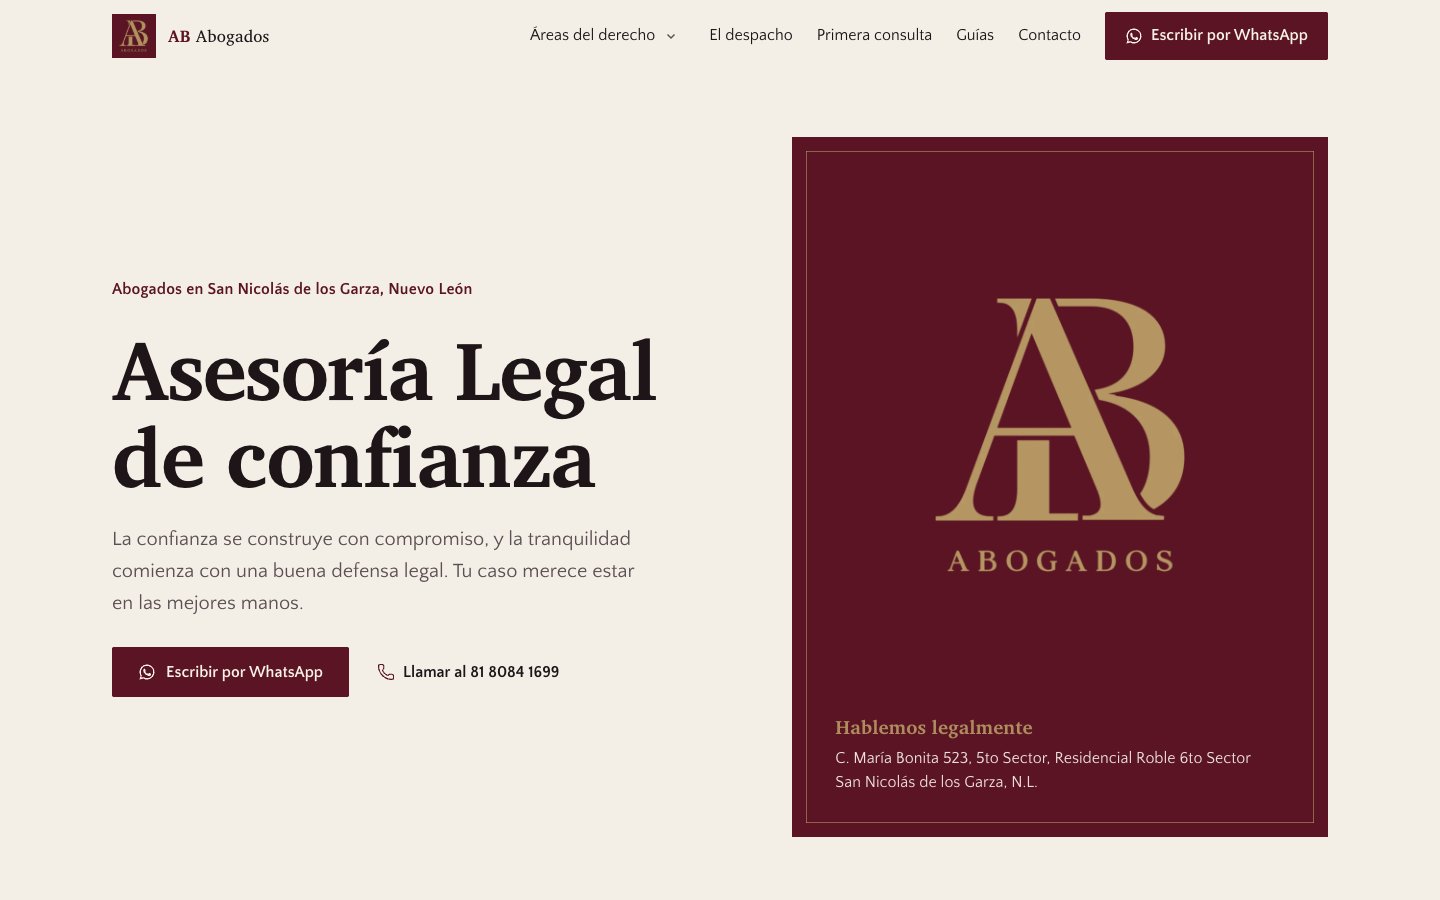 AB ABOGADOS
AB Abogados
Áreas del derecho
El despacho
Primera consulta
Guías
Contacto
Escribir por WhatsApp
Abogados en San Nicolás de los Garza, Nuevo León
Asesoría Legal
de confianza
La confianza se construye con compromiso, y la tranquilidad
comienza con una buena defensa legal. Tu caso merece estar
en las mejores manos.
Escribir por WhatsApp
Llamar al 81 8084 1699
AB
ABOGADOS
Hablemos legalmente
C. María Bonita 523, 5to Sector, Residencial Roble 6to Sector
San Nicolás de los Garza, N.L.